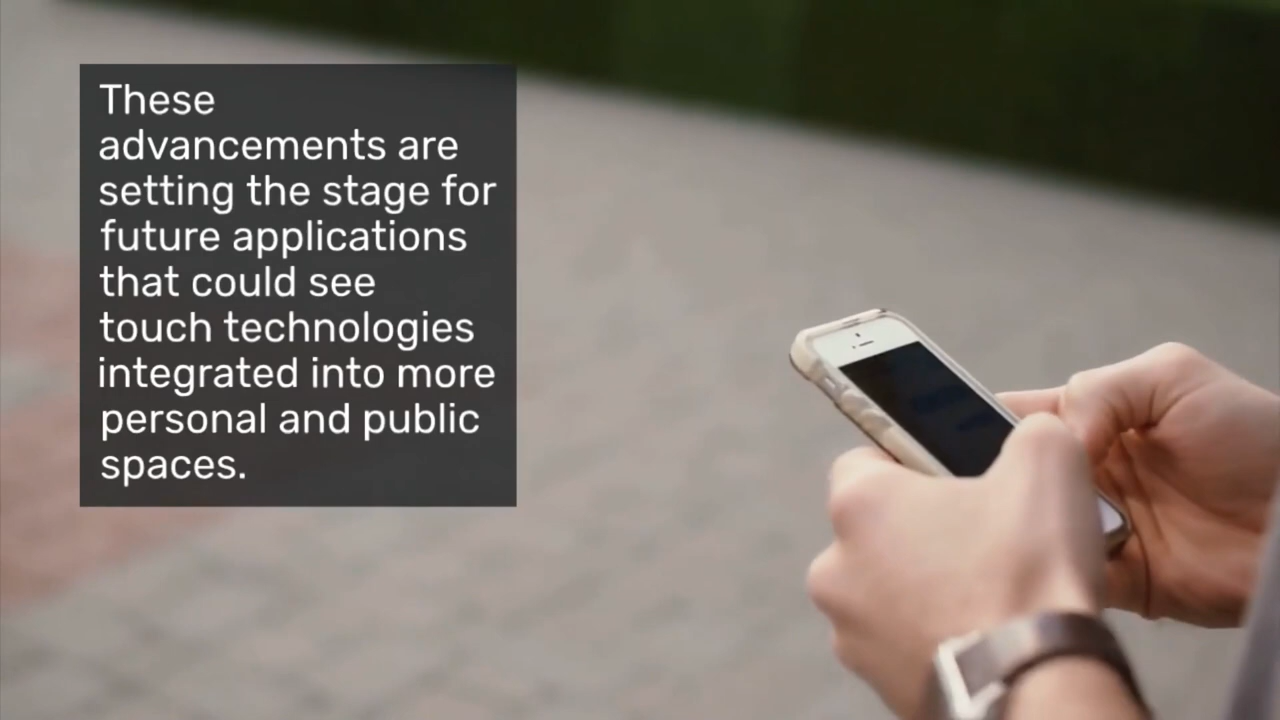 These
advancements are
setting the stage for
future applications
that could see
touch technologies
integrated into more
personal and public
spaces.